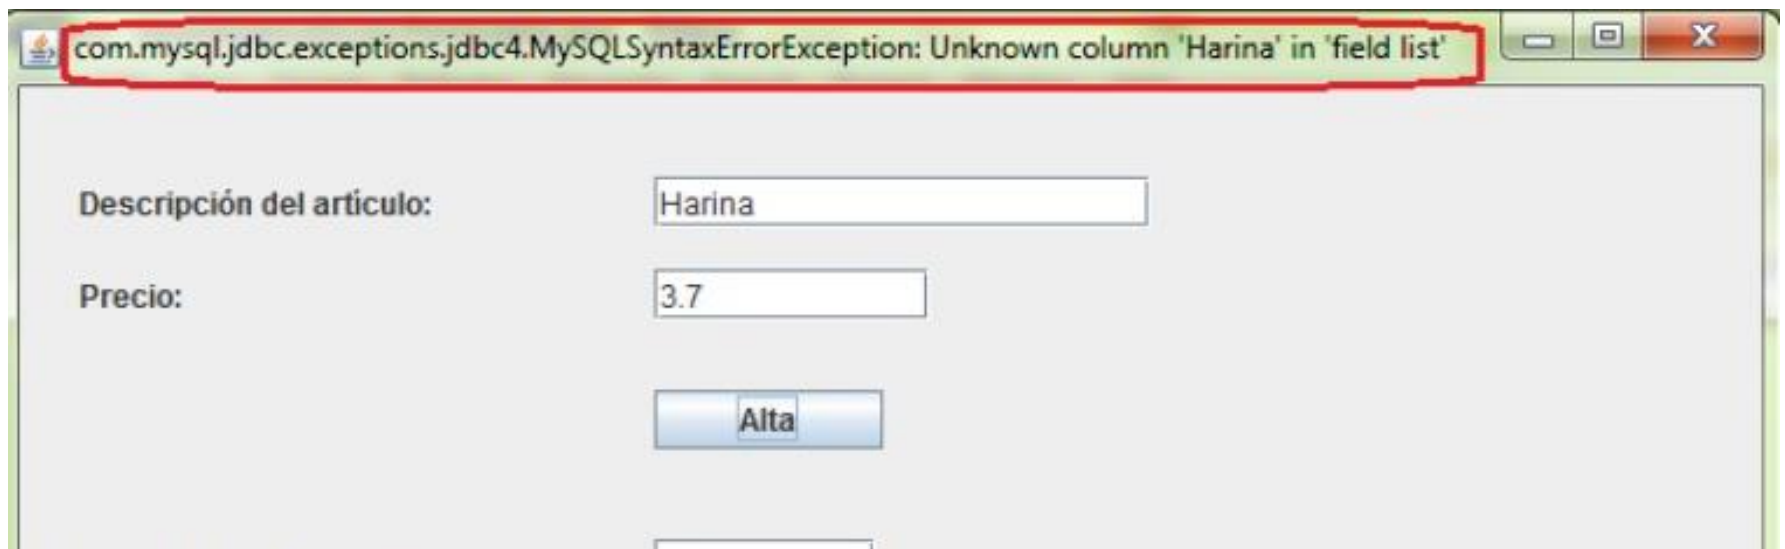 com.mysql.jdbc.exceptions.jdbc4.MySQLSyntaxErrorException: Unknown column 'Harina' in 'field list'
Descripción del articulo:
Harina
Precio:
3.7
Alta